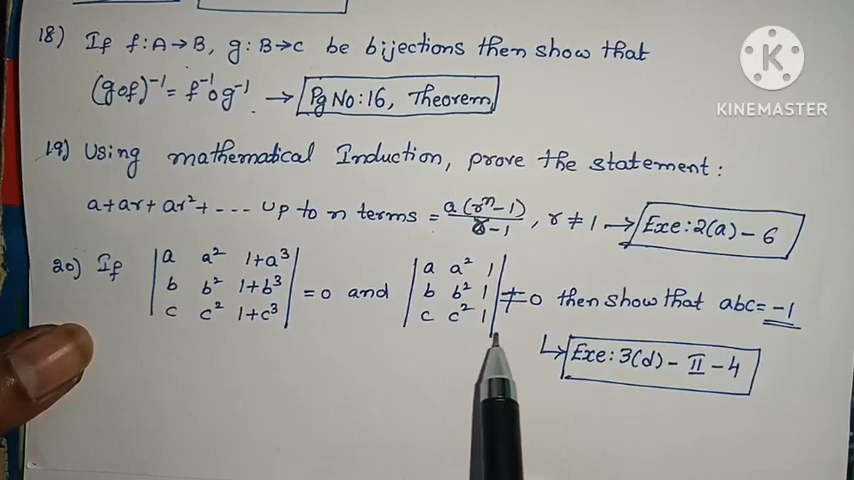 18) If f:A→B, g:B→c be bijections then show that
(gof)⁻¹ = f⁻¹og⁻¹ → Pg No:16, Theorem
KINEMASTER
19) Using mathematical Induction, prove the statement:
a+ar+ar²+ --- up to n terms = a(rⁿ-1)/r-1, r≠1 → Exe:2(a)-6
20) If |a a² 1+a³| |a a² 1|
|b b² 1+b³| = 0 and |b b² 1| ≠0 then show that abc=-1
|c c² 1+c³| |c c² 1|
↳ Exe:3(d)-II-4